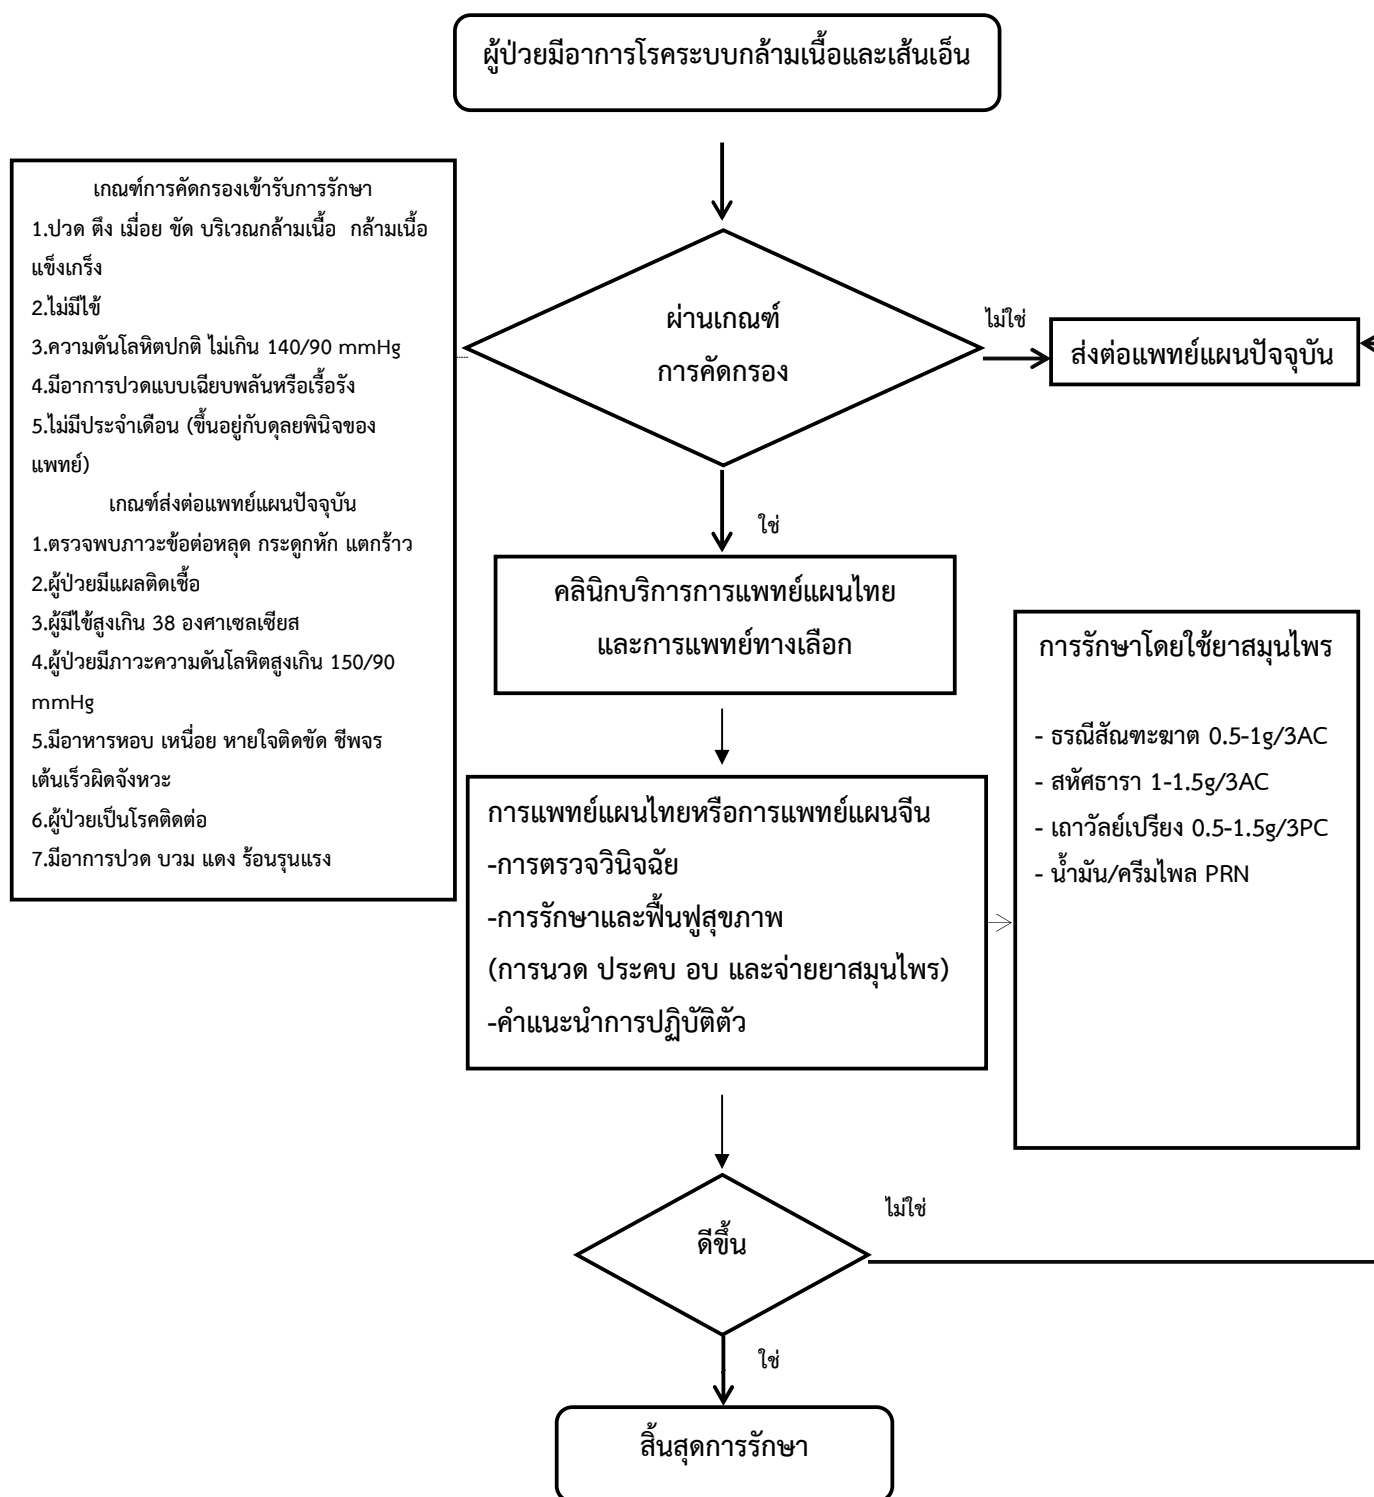 ผู้ป่วยมีอาการโรคระบบกล้ามเนื้อและเส้นเอ็น
เกณฑ์การคัดกรองเข้ารับการรักษา
1.ปวด ตึง เมื่อย ขัด บริเวณกล้ามเนื้อ กล้ามเนื้อ
แข็งเกร็ง
2.ไม่มีไข้
3.ความดันโลหิตปกติ ไม่เกิน 140/90 mmHg
4.มีอาการปวดแบบเฉียบพลันหรือเรื้อรัง
5.ไม่มีประจำเดือน (ขึ้นอยู่กับดุลยพินิจของ
แพทย์)
เกณฑ์ส่งต่อแพทย์แผนปัจจุบัน
1.ตรวจพบภาวะข้อต่อหลุด กระดูกหัก แตกร้าว
2.ผู้ป่วยมีแผลติดเชื้อ
3.ผู้มีไข้สูงเกิน 38 องศาเซลเซียส
4.ผู้ป่วยมีภาวะความดันโลหิตสูงเกิน 150/90
mmHg
5.มีอาหารหอบ เหนื่อย หายใจติดขัด ชีพจร
เต้นเร็วผิดจังหวะ
6.ผู้ป่วยเป็นโรคติดต่อ
7.มีอาการปวด บวม แดง ร้อนรุนแรง
ผ่านเกณฑ์
การคัดกรอง
ไม่ใช่
ส่งต่อแพทย์แผนปัจจุบัน
ใช่
คลินิกบริการการแพทย์แผนไทย
และการแพทย์ทางเลือก
การแพทย์แผนไทยหรือการแพทย์แผนจีน
-การตรวจวินิจฉัย
-การรักษาและฟื้นฟูสุขภาพ
(การนวด ประคบ อบ และจ่ายยาสมุนไพร)
-คำแนะนำการปฏิบัติตัว
การรักษาโดยใช้ยาสมุนไพร
- ธรณีสัณฑะฆาต 0.5-1g/3AC
- สหัศธารา 1-1.5g/3AC
- เถาวัลย์เปรียง 0.5-1.5g/3PC
- น้ำมัน/ครีมไพล PRN
ดีขึ้น
ไม่ใช่
ใช่
สิ้นสุดการรักษา